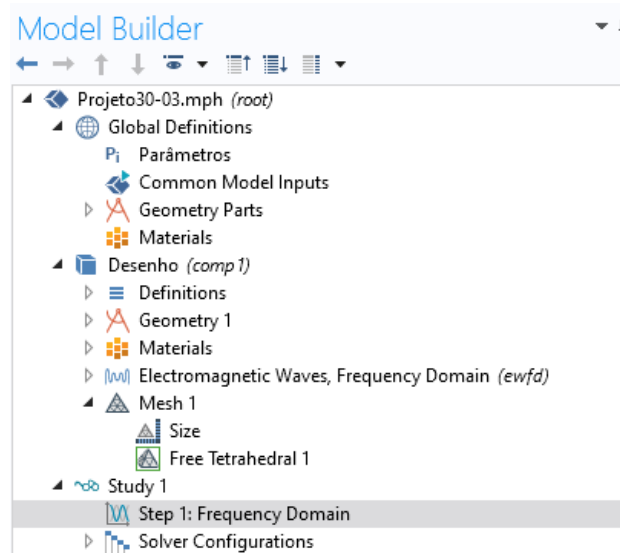 Model Builder
Projeto30-03.mph (root)
Global Definitions
Pi Parâmetros
Common Model Inputs
Geometry Parts
Materials
Desenho (comp1)
Definitions
Geometry 1
Materials
Electromagnetic Waves, Frequency Domain (ewfd)
Mesh 1
Size
Free Tetrahedral 1
Study 1
Step 1: Frequency Domain
Solver Configurations